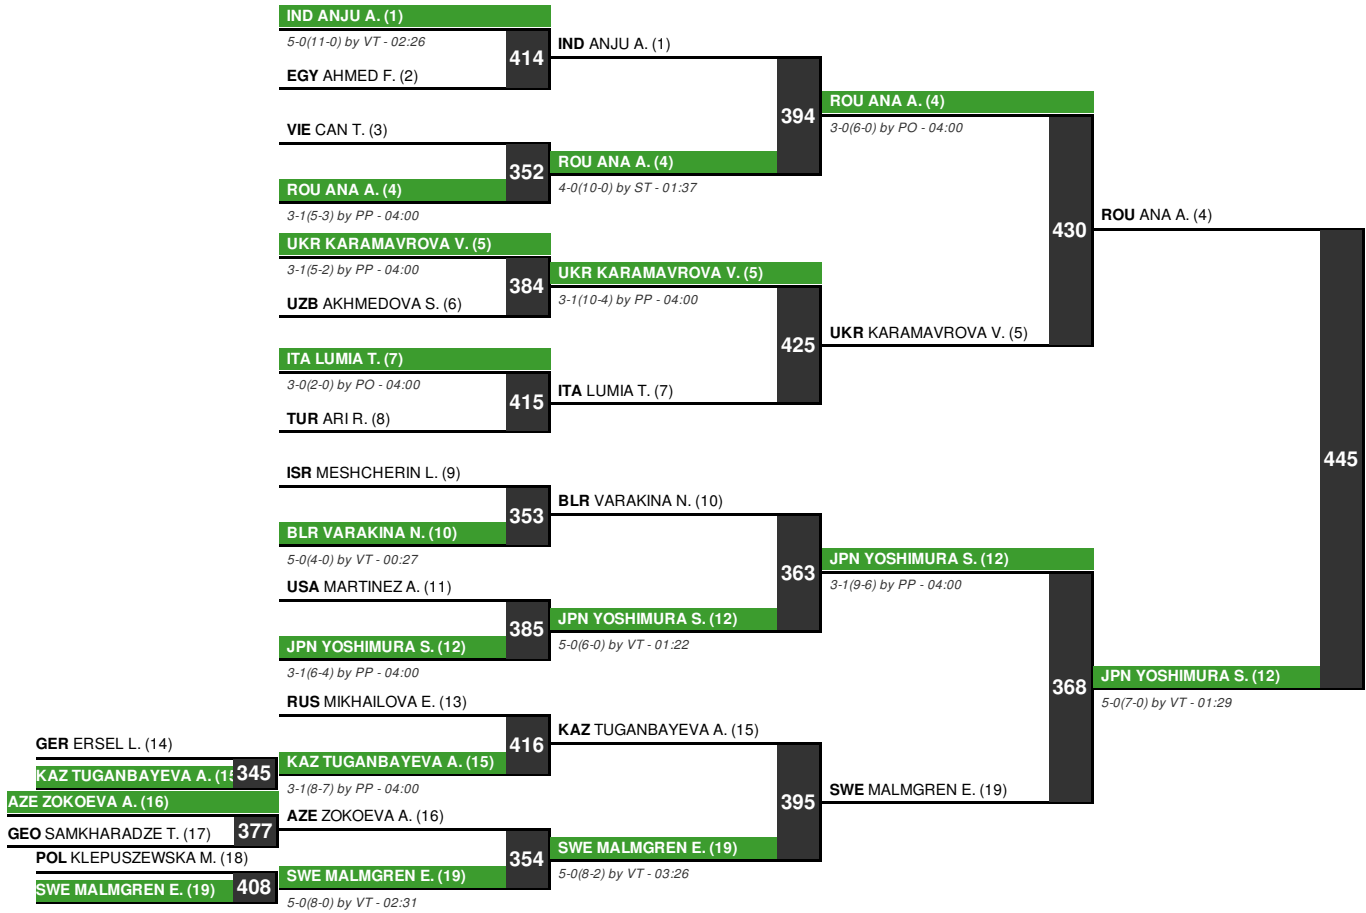 IND ANJU A. (1)
5-0(11-0) by VT - 02:26
414
EGY AHMED F. (2)
IND ANJU A. (1)
VIE CAN T. (3)
352
ROU ANA A. (4)
3-1(5-3) by PP - 04:00
394
ROU ANA A. (4)
4-0(10-0) by ST - 01:37
ROU ANA A. (4)
3-0(6-0) by PO - 04:00
UKR KARAMAVROVA V. (5)
3-1(5-2) by PP - 04:00
384
UZB AKHMEDOVA S. (6)
UKR KARAMAVROVA V. (5)
3-1(10-4) by PP - 04:00
425
ITA LUMIA T. (7)
3-0(2-0) by PO - 04:00
415
TUR ARI R. (8)
ITA LUMIA T. (7)
UKR KARAMAVROVA V. (5)
430
ROU ANA A. (4)
445
ISR MESHCHERIN L. (9)
353
BLR VARAKINA N. (10)
5-0(4-0) by VT - 00:27
BLR VARAKINA N. (10)
363
USA MARTINEZ A. (11)
385
JPN YOSHIMURA S. (12)
3-1(6-4) by PP - 04:00
JPN YOSHIMURA S. (12)
5-0(6-0) by VT - 01:22
JPN YOSHIMURA S. (12)
3-1(9-6) by PP - 04:00
368
JPN YOSHIMURA S. (12)
5-0(7-0) by VT - 01:29
RUS MIKHAILOVA E. (13)
416
GER ERSEL L. (14)
KAZ TUGANBAYEVA A. (15
345
KAZ TUGANBAYEVA A. (15)
3-1(8-7) by PP - 04:00
KAZ TUGANBAYEVA A. (15)
395
SWE MALMGREN E. (19)
AZE ZOKOEVA A. (16)
377
GEO SAMKHARADZE T. (17)
AZE ZOKOEVA A. (16)
354
POL KLEPUSZEWSKA M. (18)
408
SWE MALMGREN E. (19)
SWE MALMGREN E. (19)
5-0(8-0) by VT - 02:31
SWE MALMGREN E. (19)
5-0(8-2) by VT - 03:26